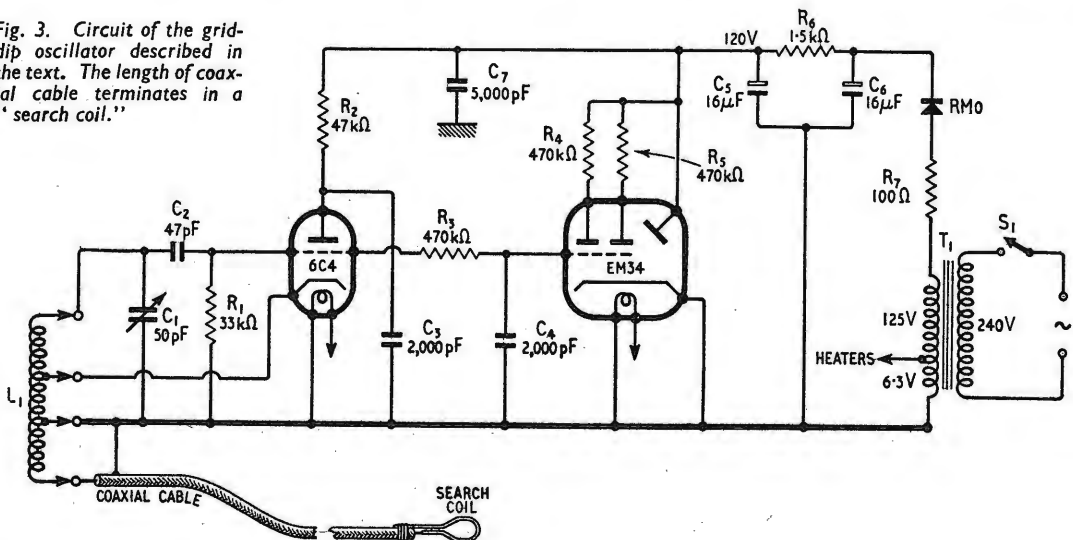 Fig. 3. Circuit of the grid-
dip oscillator described in
the text. The length of coax-
ial cable terminates in a
“search coil.”
R2
47kΩ
C7
5,000pF
120V
R6
1·5kΩ
C5
16μF
C6
16μF
RM0
R4
470kΩ
R5
470kΩ
R7
100Ω
C2
47pF
R3
470kΩ
6C4
EM34
T1
S1
C1
50pF
R1
33kΩ
C3
2,000pF
C4
2,000pF
125V
240V
~
HEATERS
6·3V
L1
COAXIAL CABLE
SEARCH
COIL